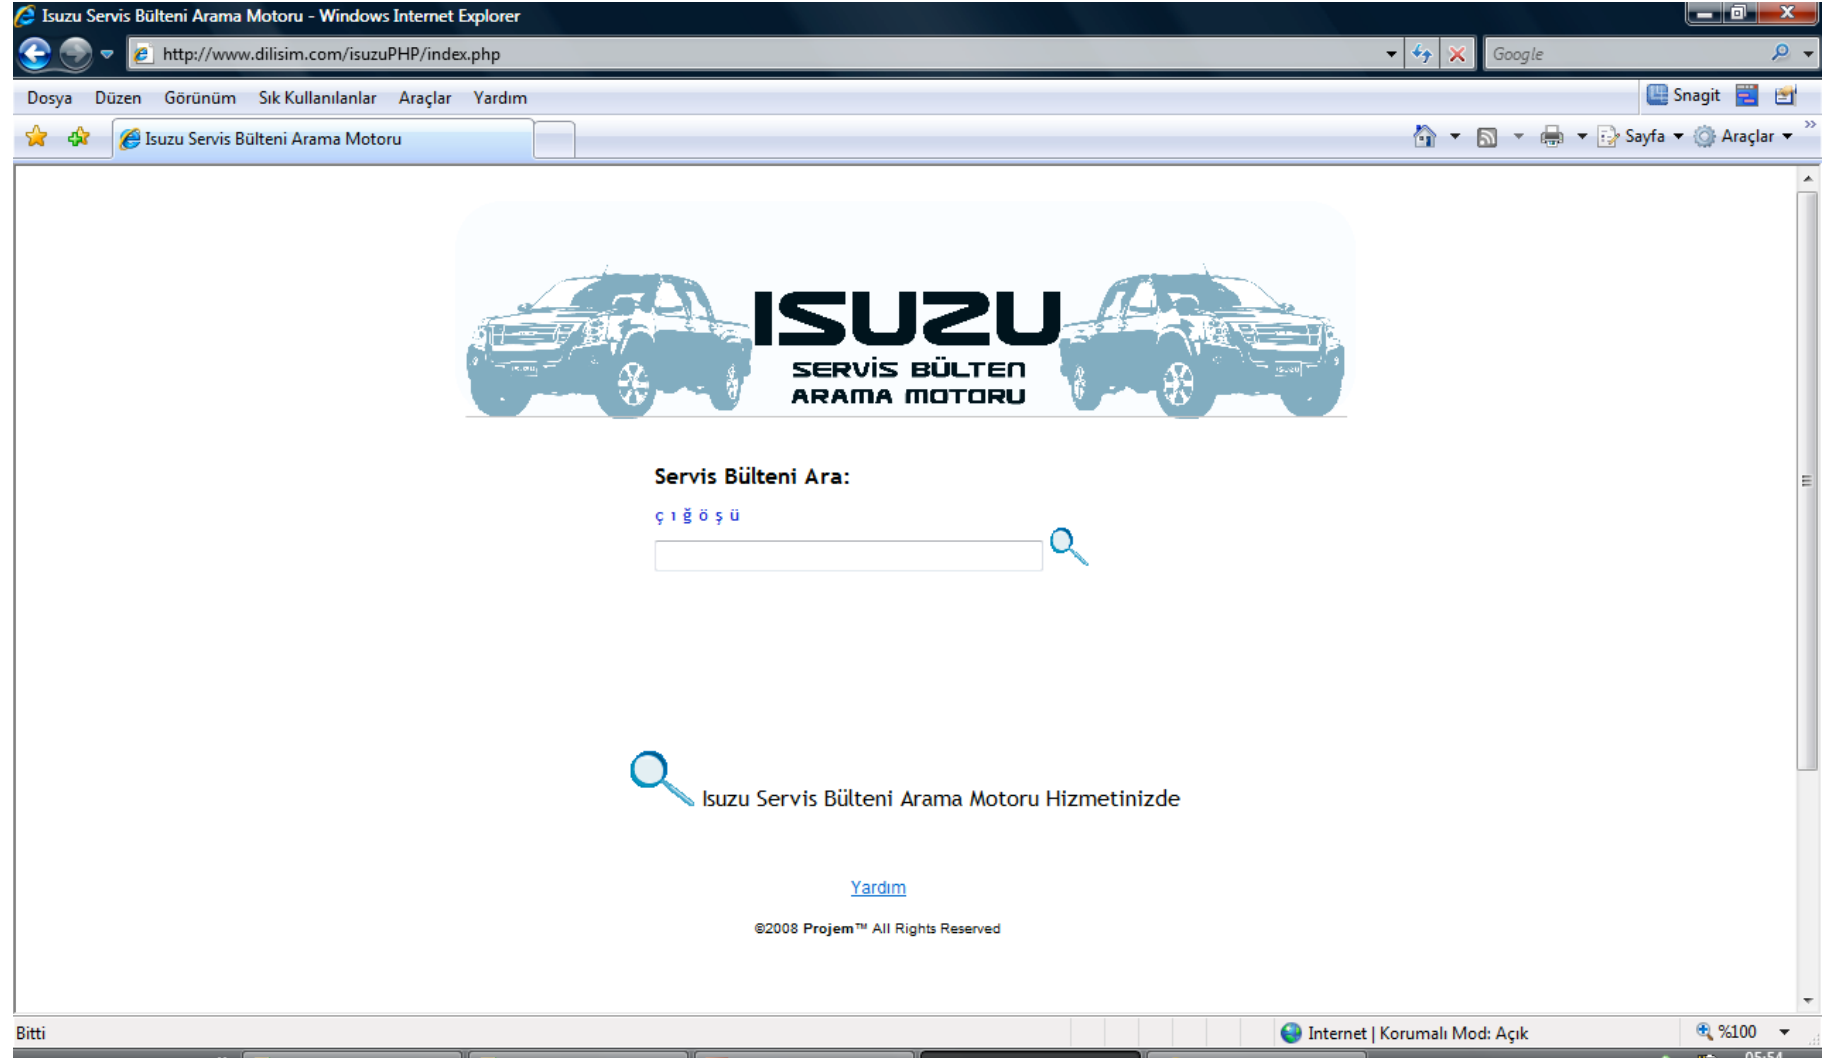 Isuzu Servis Bülteni Arama Motoru - Windows Internet Explorer
http://www.dilisim.com/isuzuPHP/index.php
Google
Dosya Düzen Görünüm Sık Kullanılanlar Araçlar Yardım
Snagit
Isuzu Servis Bülteni Arama Motoru
Sayfa Araçlar
ISUZU
SERVİS BÜLTEN
ARAMA MOTORU
Servis Bülteni Ara:
ç ı ğ ö ş ü
Isuzu Servis Bülteni Arama Motoru Hizmetinizde
Yardım
©2008 Projem™ All Rights Reserved
Bitti
Internet | Korumalı Mod: Açık
%100
05:54